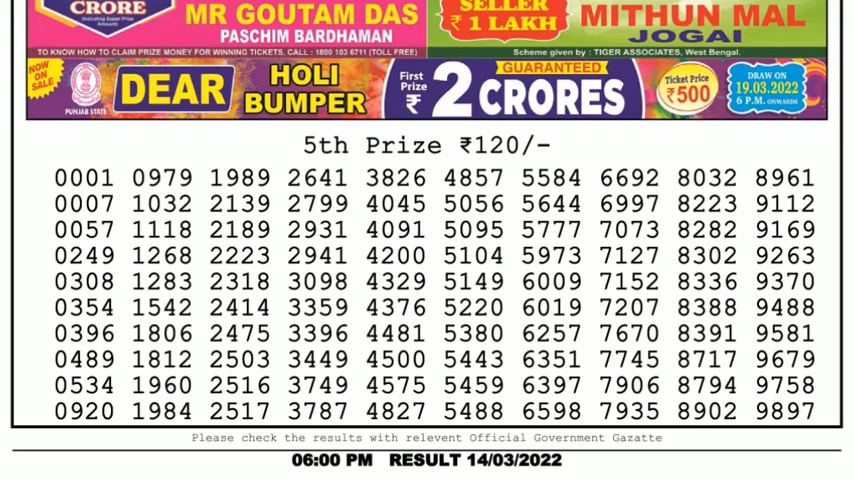 CRORE
(Including Super Prize Amount)
MR GOUTAM DAS
PASCHIM BARDHAMAN
SELLER
₹ 1 LAKH
MITHUN MAL
JOGAI
TO KNOW HOW TO CLAIM PRIZE MONEY FOR WINNING TICKETS, CALL : 1800 103 6711 (TOLL FREE)
Scheme given by : TIGER ASSOCIATES, West Bengal.
NOW ON SALE
PUNJAB STATE
DEAR
HOLI
BUMPER
First Prize ₹
2 CRORES
GUARANTEED
Ticket Price
₹500
DRAW ON
19.03.2022
6 P.M. ONWARDS
5th Prize ₹120/-
0001 0979 1989 2641 3826 4857 5584 6692 8032 8961
0007 1032 2139 2799 4045 5056 5644 6997 8223 9112
0057 1118 2189 2931 4091 5095 5777 7073 8282 9169
0249 1268 2223 2941 4200 5104 5973 7127 8302 9263
0308 1283 2318 3098 4329 5149 6009 7152 8336 9370
0354 1542 2414 3359 4376 5220 6019 7207 8388 9488
0396 1806 2475 3396 4481 5380 6257 7670 8391 9581
0489 1812 2503 3449 4500 5443 6351 7745 8717 9679
0534 1960 2516 3749 4575 5459 6397 7906 8794 9758
0920 1984 2517 3787 4827 5488 6598 7935 8902 9897
Please check the results with relevent Official Government Gazatte
06:00 PM RESULT 14/03/2022